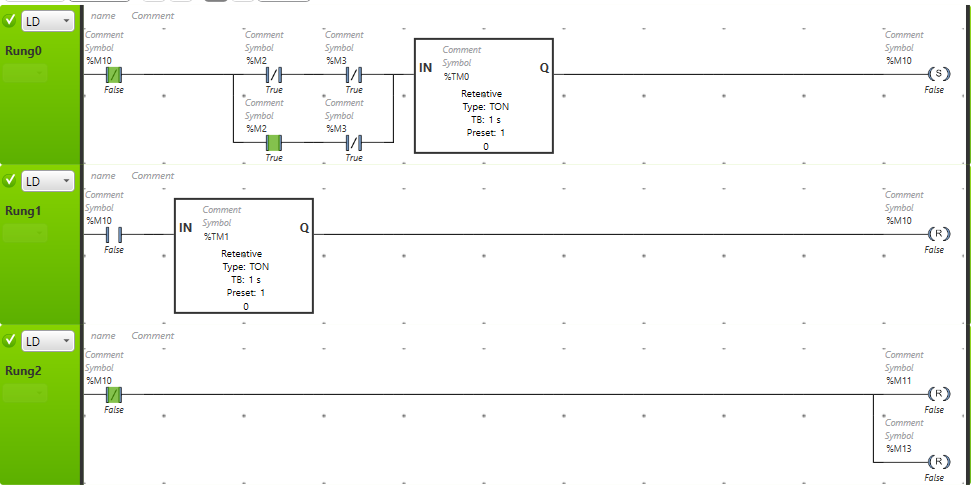 LD
name Comment
Rung0
Comment Comment Comment Comment
Symbol Symbol Symbol Symbol
%M10 %M2 %M3 %M10
/ / / S
False True True False
Comment
Symbol
IN Q
%TM0
Retentive
Type: TON
TB: 1 s
Preset: 1
0
Comment Comment
Symbol Symbol
%M2 %M3
/
True True
LD
name Comment
Rung1
Comment Comment
Symbol Symbol
%M10 %M10
R
False False
Comment
Symbol
IN Q
%TM1
Retentive
Type: TON
TB: 1 s
Preset: 1
0
LD
name Comment
Rung2
Comment Comment
Symbol Symbol
%M10 %M11
/ R
False False
Comment
Symbol
%M13
R
False